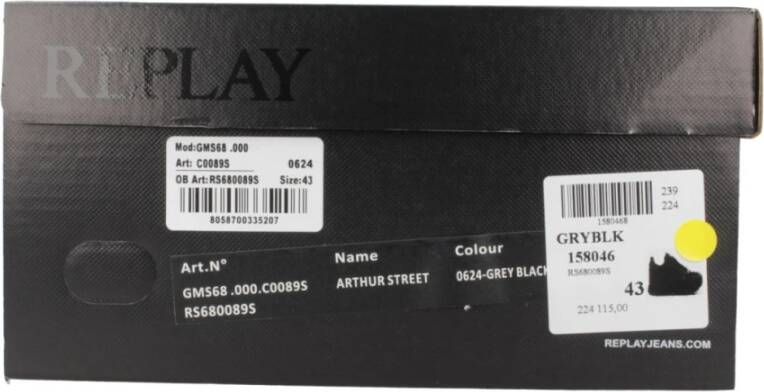 REPLAY
Mod:GMS68 .000
Art: C0089S 0624
OB Art:RS680089S Size:43
8058700335207
Art.N° Name Colour
GMS68 .000.C0089S ARTHUR STREET 0624-GREY BLACK
RS680089S
239
224
1580468
GRYBLK
158046
RS680089S
43
224 115,00
REPLAYJEANS.COM